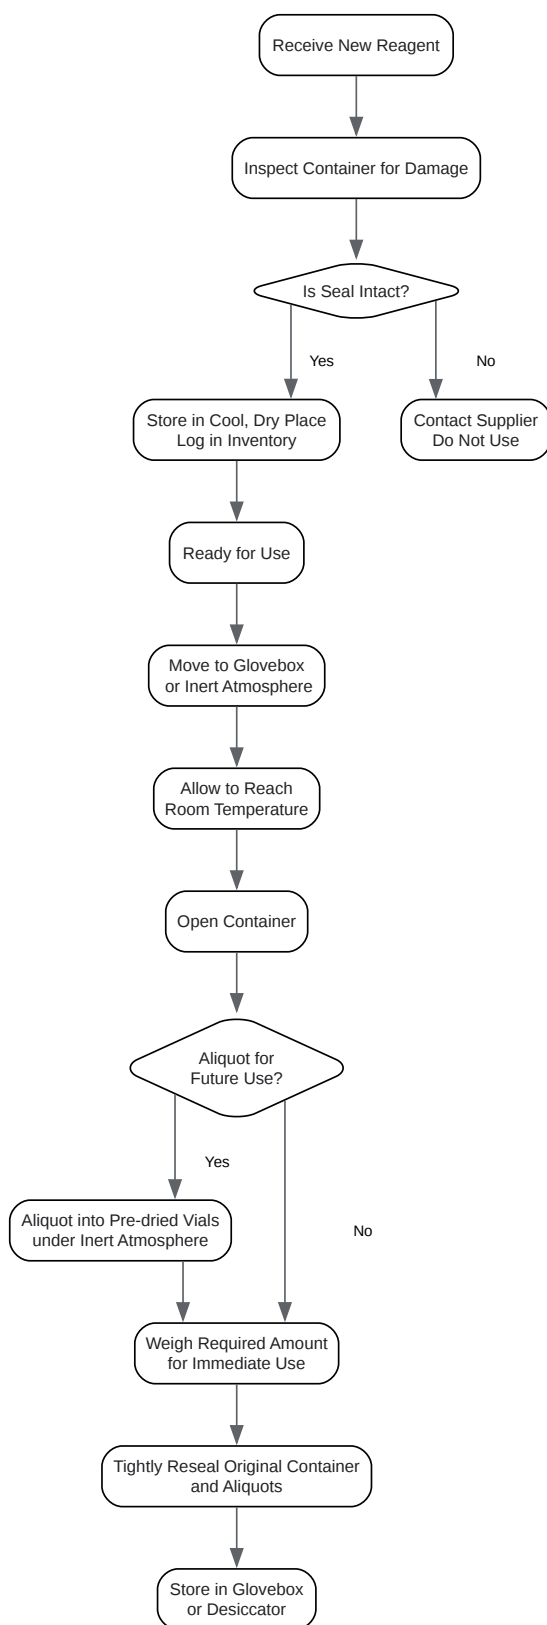 Receive New Reagent
Inspect Container for Damage
Is Seal Intact?
Yes
No
Store in Cool, Dry Place
Log in Inventory
Contact Supplier
Do Not Use
Ready for Use
Move to Glovebox
or Inert Atmosphere
Allow to Reach
Room Temperature
Open Container
Aliquot for
Future Use?
Yes
Aliquot into Pre-dried Vials
under Inert Atmosphere
No
Weigh Required Amount
for Immediate Use
Tightly Reseal Original Container
and Aliquots
Store in Glovebox
or Desiccator